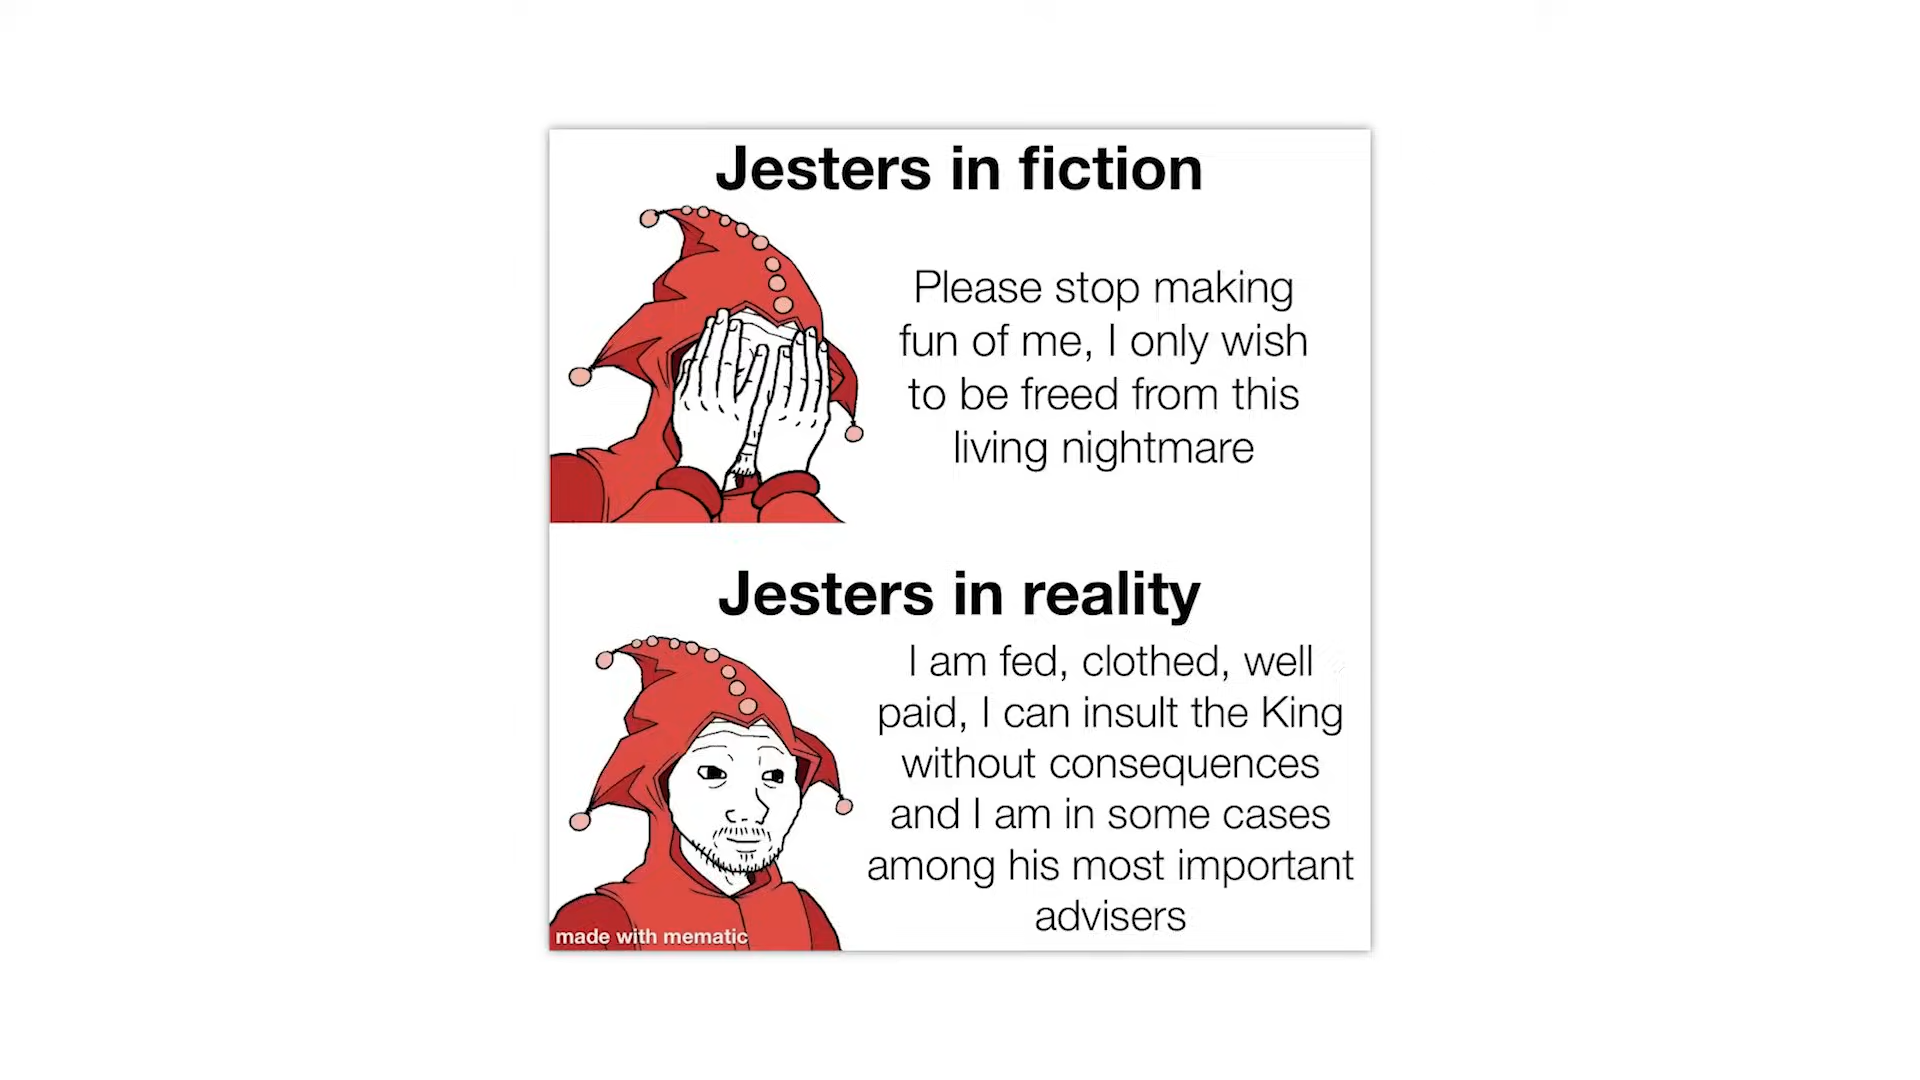 Jesters in fiction
Please stop making
fun of me, I only wish
to be freed from this
living nightmare
Jesters in reality
I am fed, clothed, well
paid, I can insult the King
without consequences
and I am in some cases
among his most important
advisers
made with mematic